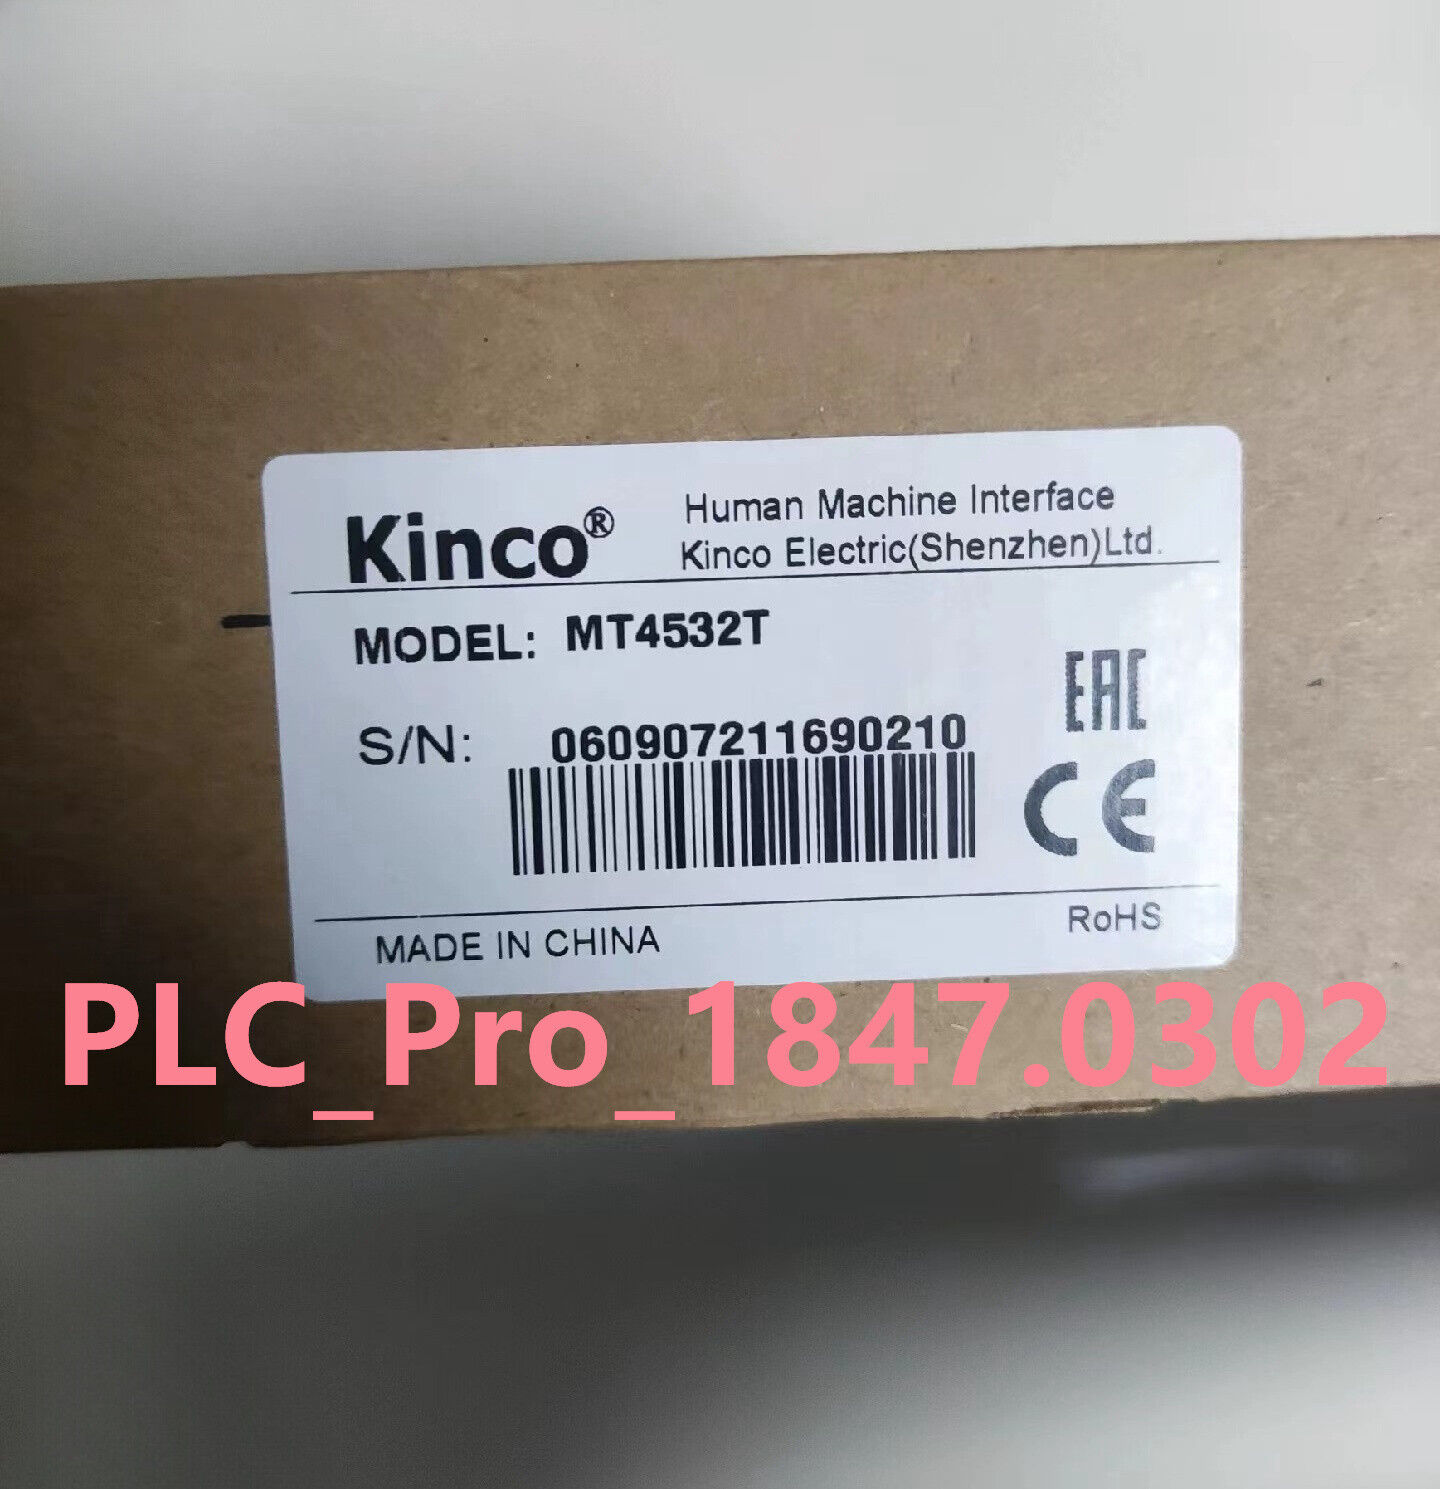 Kinco®
Human Machine Interface
Kinco Electric(Shenzhen)Ltd.
MODEL: MT4532T
S/N: 060907211690210
EAC
CE
MADE IN CHINA
RoHS
PLC_Pro_1847.0302